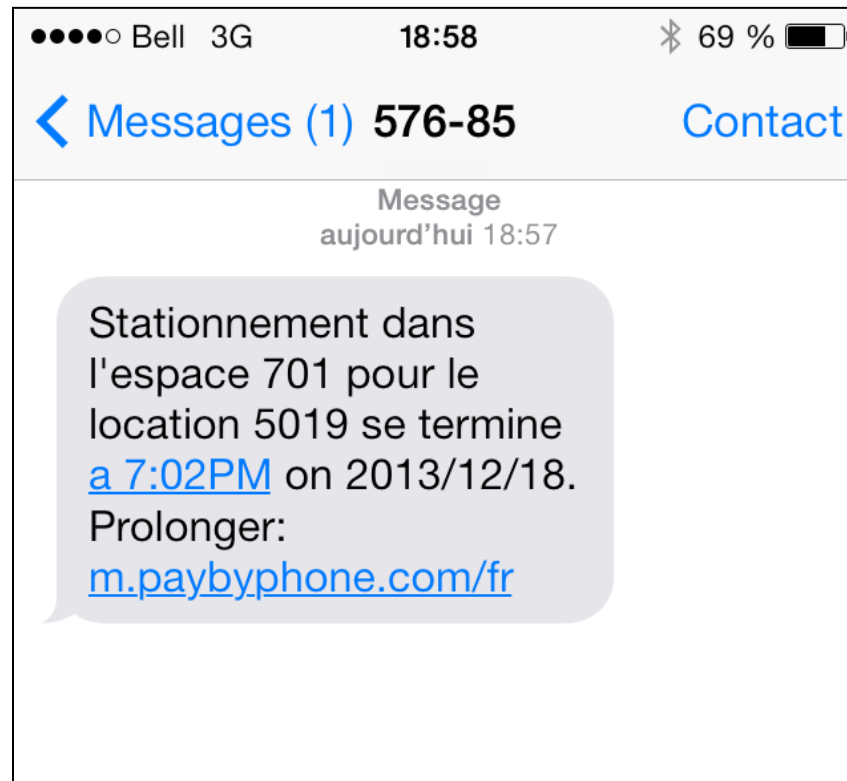 Bell 3G 18:58 69 %
Messages (1) 576-85 Contact
Message
aujourd'hui 18:57
Stationnement dans
l'espace 701 pour le
location 5019 se termine
a 7:02PM on 2013/12/18.
Prolonger:
m.paybyphone.com/fr